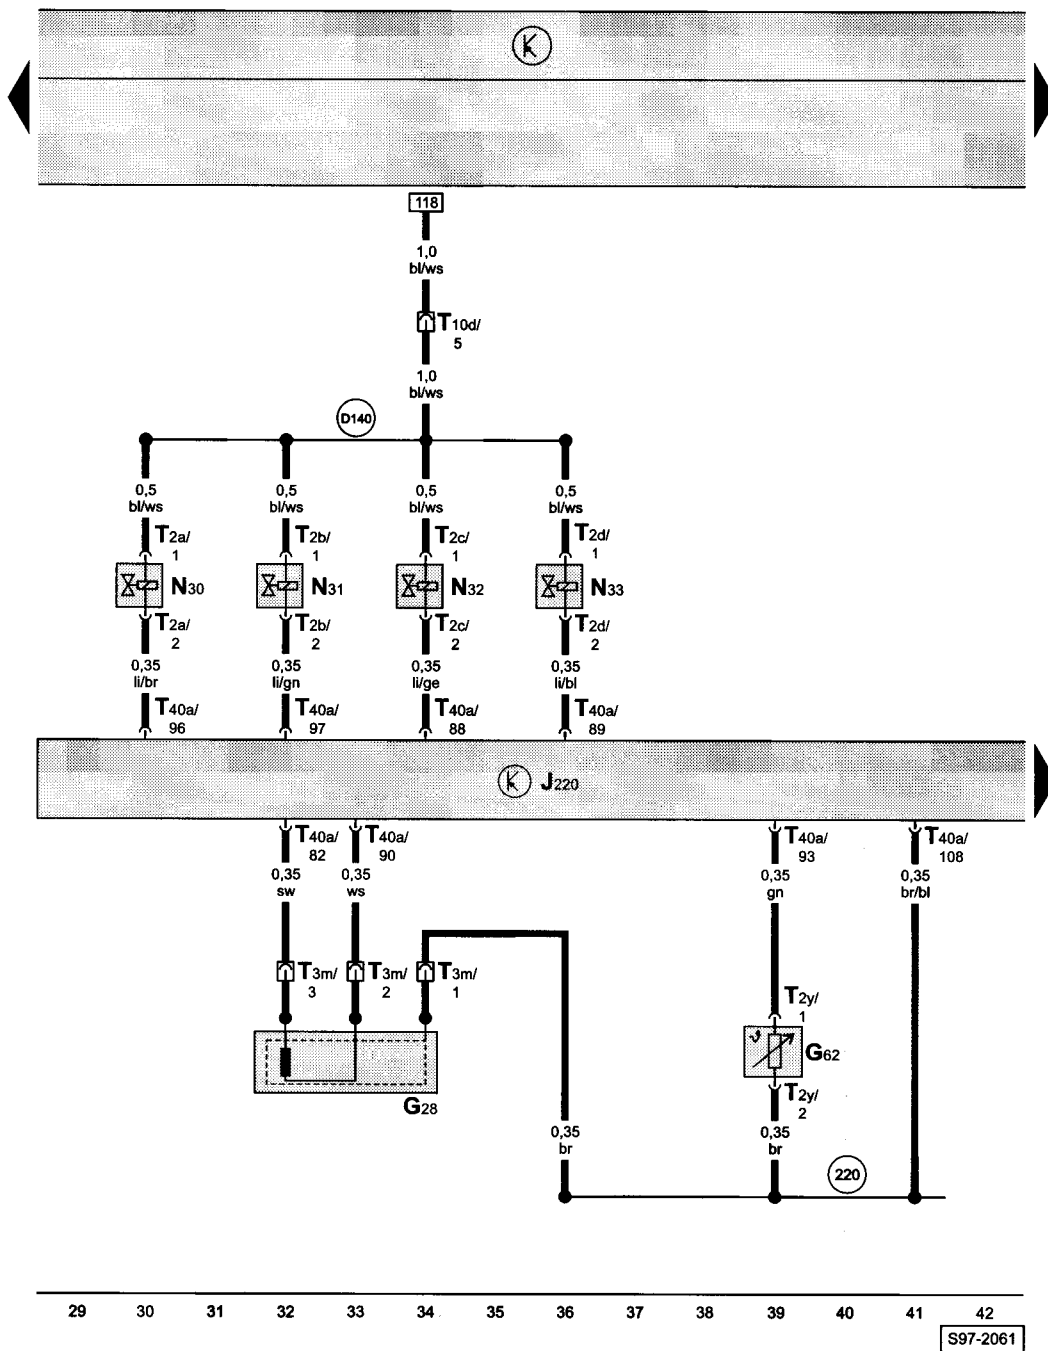 118
1,0
bl/ws
T10d/
5
1,0
bl/ws
D140
0,5 0,5 0,5 0,5
bl/ws bl/ws bl/ws bl/ws
T2a/ T2b/ T2c/ T2d/
1 1 1 1
N30 N31 N32 N33
T2a/ T2b/ T2c/ T2d/
2 2 2 2
0,35 0,35 0,35 0,35
li/br li/gn li/ge li/bl
T40a/ T40a/ T40a/ T40a/
96 97 88 89
J220
T40a/ T40a/ T40a/ T40a/
82 90 93 108
0,35 0,35 0,35 0,35
sw ws gn br/bl
T3m/ T3m/ T3m/
3 2 1
T2y/
1
G62
G28
T2y/
2
0,35 0,35
br br
220
29 30 31 32 33 34 35 36 37 38 39 40 41 42
S97-2061